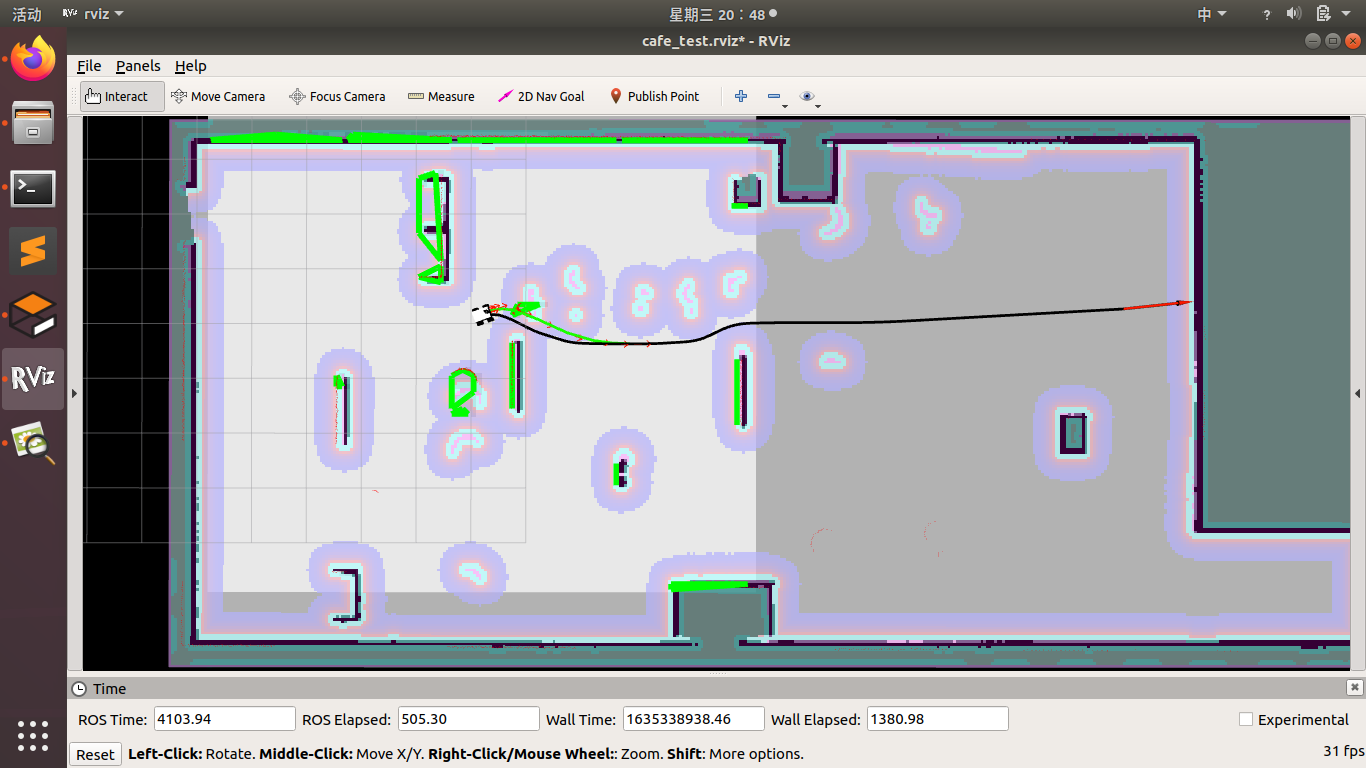 活动 RViz rviz 星期三 20：48 中 ?
cafe_test.rviz* - RViz
File Panels Help
Interact Move Camera Focus Camera Measure 2D Nav Goal Publish Point
RViz
Time
ROS Time: 4103.94 ROS Elapsed: 505.30 Wall Time: 1635338938.46 Wall Elapsed: 1380.98 Experimental
Reset Left-Click: Rotate. Middle-Click: Move X/Y. Right-Click/Mouse Wheel:: Zoom. Shift: More options. 31 fps